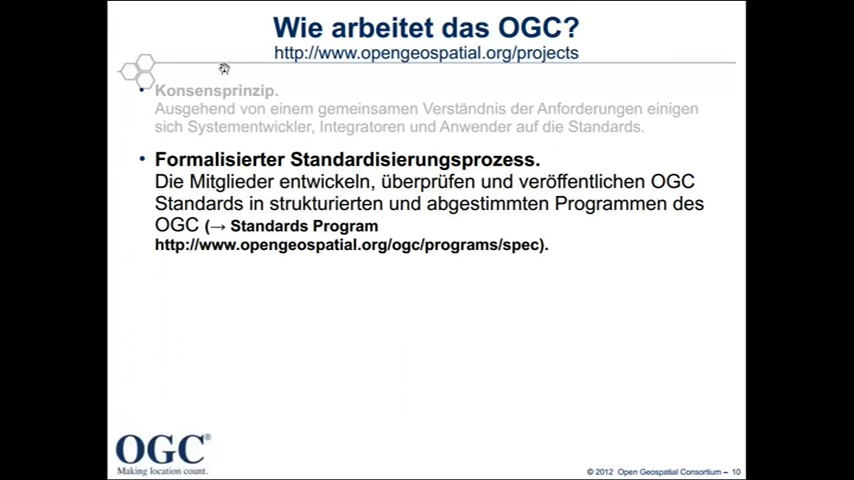 Wie arbeitet das OGC?
http://www.opengeospatial.org/projects
• Konsensprinzip.
Ausgehend von einem gemeinsamen Verständnis der Anforderungen einigen
sich Systementwickler, Integratoren und Anwender auf die Standards.
• Formalisierter Standardisierungsprozess.
Die Mitglieder entwickeln, überprüfen und veröffentlichen OGC
Standards in strukturierten und abgestimmten Programmen des
OGC (→ Standards Program
http://www.opengeospatial.org/ogc/programs/spec).
OGC®
Making location count.
© 2012 Open Geospatial Consortium – 10